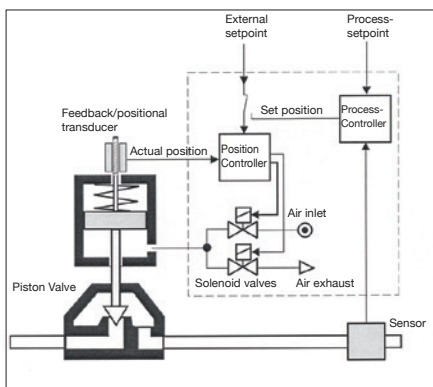 External
setpoint
Process-
setpoint
Feedback/positional
transducer
Set position
Process-
Controller
Actual position
Position
Controller
Air inlet
Piston Valve
Solenoid valves
Air exhaust
Sensor